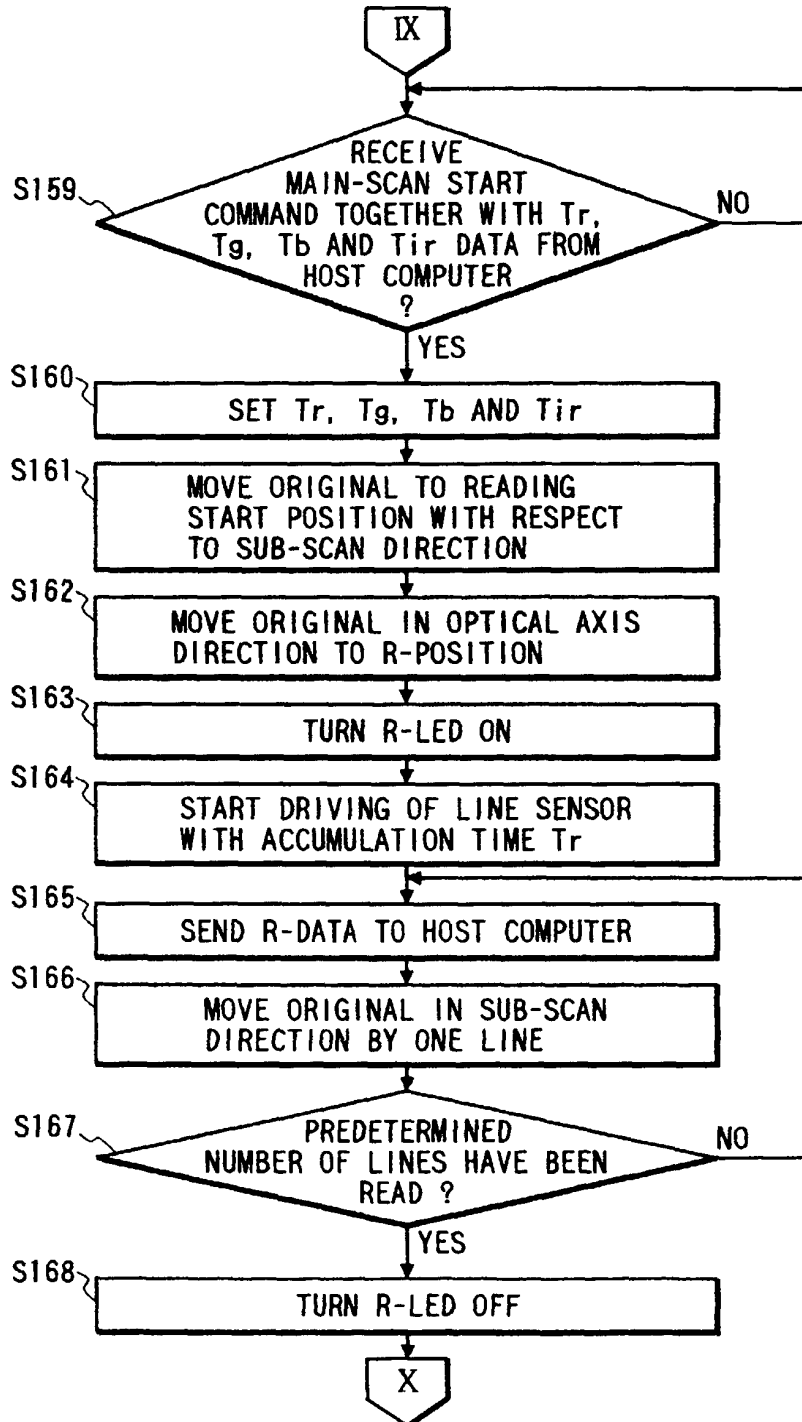 IX
S159
RECEIVE
MAIN-SCAN START
COMMAND TOGETHER WITH Tr,
Tg, Tb AND Tir DATA FROM
HOST COMPUTER
?
NO
YES
S160
SET Tr, Tg, Tb AND Tir
S161
MOVE ORIGINAL TO READING
START POSITION WITH RESPECT
TO SUB-SCAN DIRECTION
S162
MOVE ORIGINAL IN OPTICAL AXIS
DIRECTION TO R-POSITION
S163
TURN R-LED ON
S164
START DRIVING OF LINE SENSOR
WITH ACCUMULATION TIME Tr
S165
SEND R-DATA TO HOST COMPUTER
S166
MOVE ORIGINAL IN SUB-SCAN
DIRECTION BY ONE LINE
S167
PREDETERMINED
NUMBER OF LINES HAVE BEEN
READ ?
NO
YES
S168
TURN R-LED OFF
X